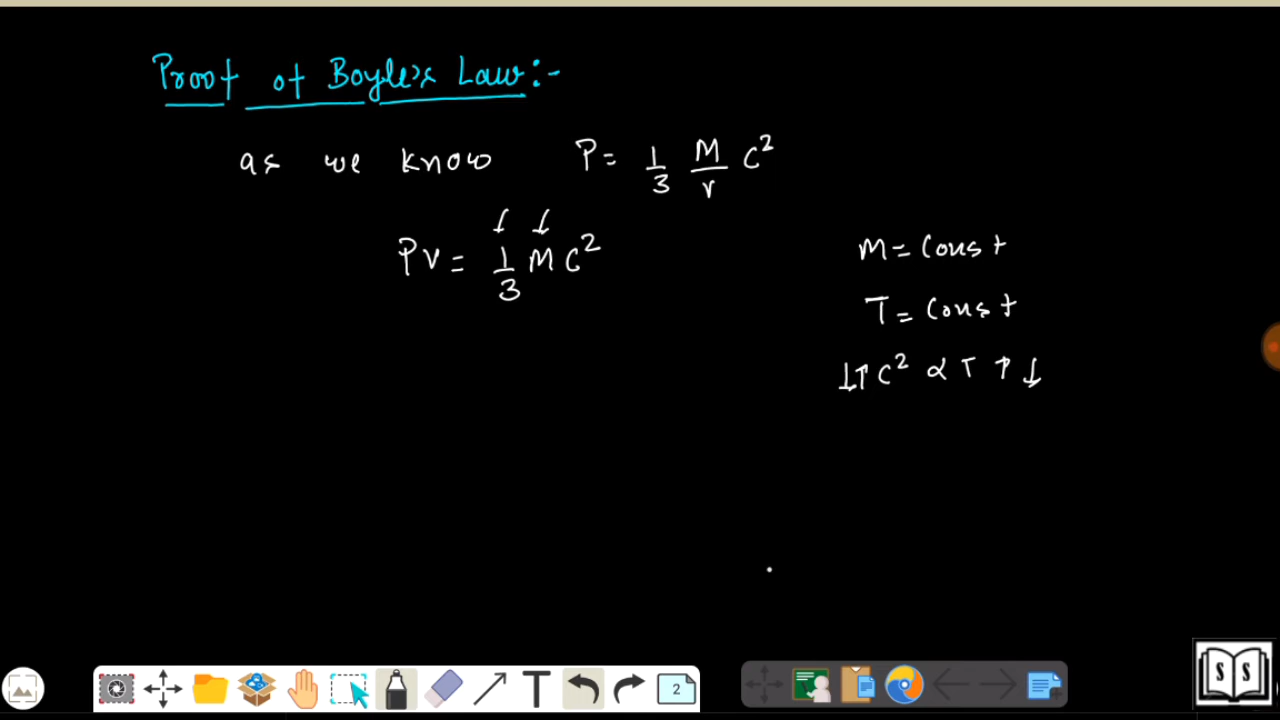 Proof of Boyle's Law:-
as we know P = 1/3 M/V C²
↓ ↓
PV = 1/3 M C²
M = Const
T = Const
↓↑ C² ∝ T ↑ ↓
T
2
S S